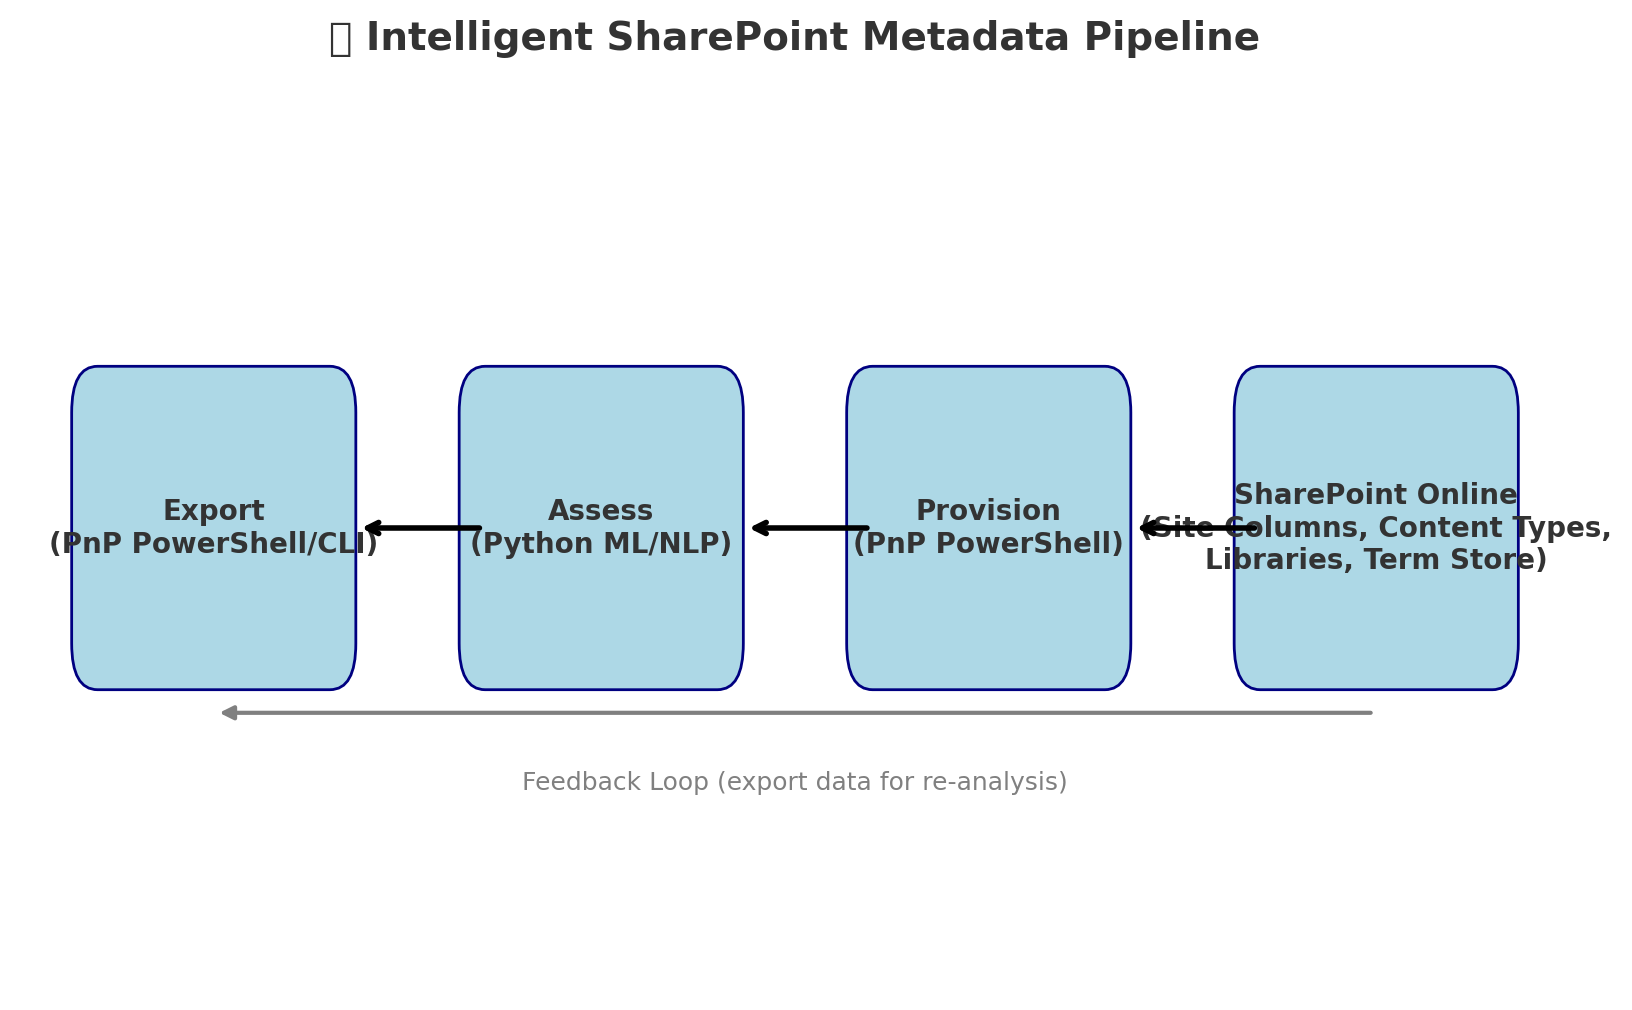 Intelligent SharePoint Metadata Pipeline
Export
(PnP PowerShell/CLI)
Assess
(Python ML/NLP)
Provision
(PnP PowerShell)
SharePoint Online
(Site Columns, Content Types,
Libraries, Term Store)
Feedback Loop (export data for re-analysis)